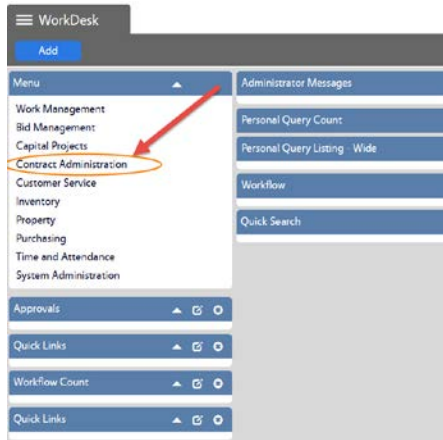 WorkDesk
Add
Menu
Work Management
Bid Management
Capital Projects
Contract Administration
Customer Service
Inventory
Property
Purchasing
Time and Attendance
System Administration
Approvals
Quick Links
Workflow Count
Quick Links
Administrator Messages
Personal Query Count
Personal Query Listing - Wide
Workflow
Quick Search